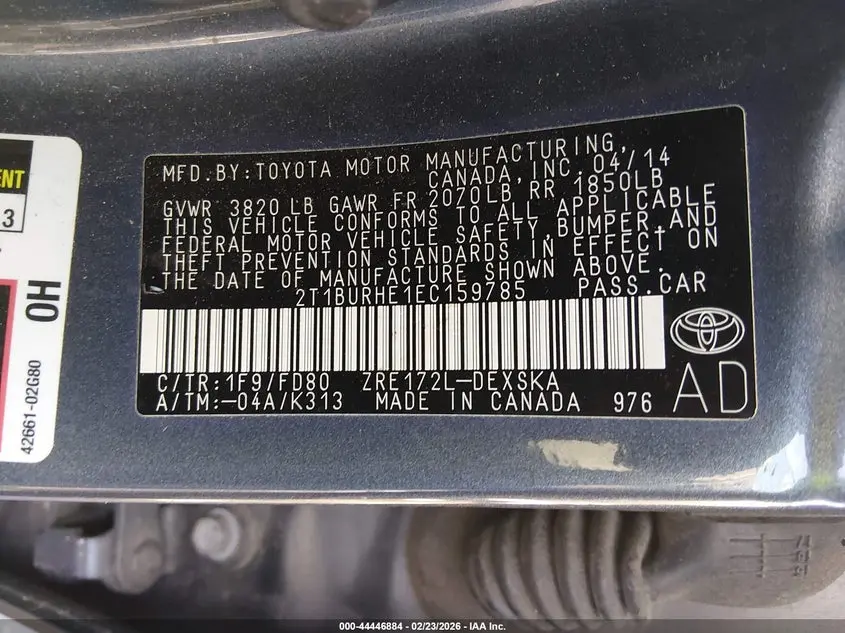 MFD.BY:TOYOTA MOTOR MANUFACTURING,
CANADA,INC. 04/14
GVWR 3820 LB GAWR FR 2070LB, RR 1850LB
THIS VEHICLE CONFORMS TO ALL APPLICABLE
FEDERAL MOTOR VEHICLE SAFETY,BUMPER,AND
THEFT PREVENTION STANDARDS IN EFFECT ON
THE DATE OF MANUFACTURE SHOWN ABOVE.
2T1BURHE1EC159785 PASS.CAR
C/TR:1F9/FD80 ZRE172L-DEXSKA
A/TM:-04A/K313 MADE IN CANADA 976
AD
ENT
3
OH
42661-02G80
000-44446884 / 02/23/2026 - IAA Inc.